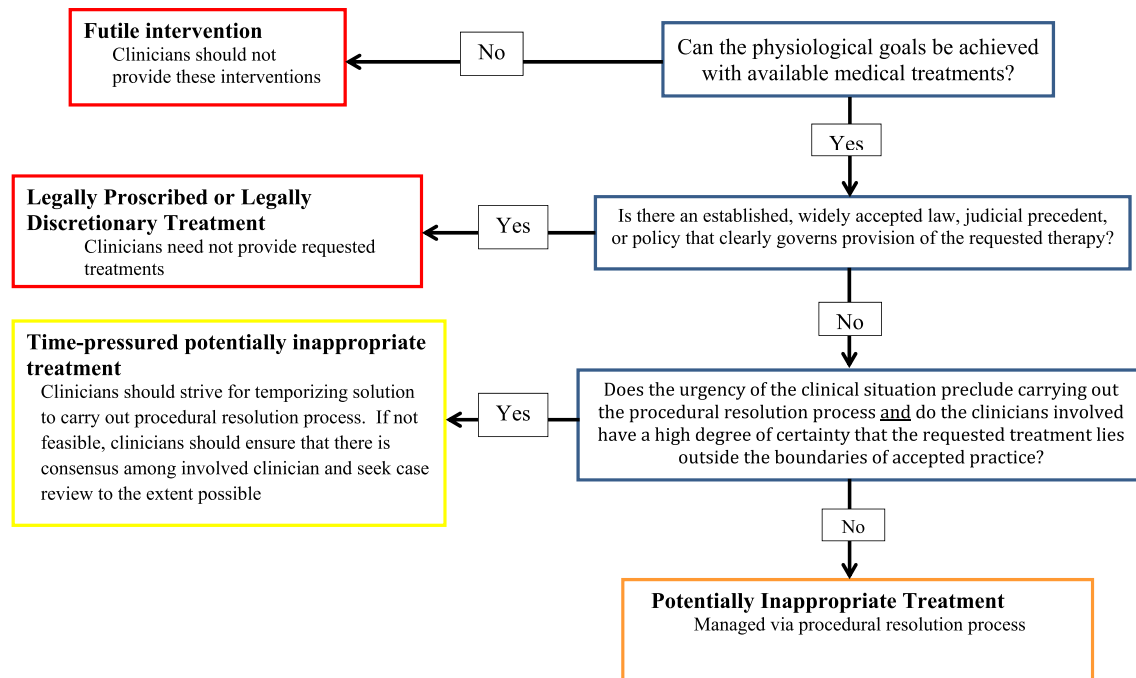 Futile intervention
Clinicians should not
provide these interventions
No
Can the physiological goals be achieved
with available medical treatments?
Yes
Legally Proscribed or Legally
Discretionary Treatment
Clinicians need not provide requested
treatments
Yes
Is there an established, widely accepted law, judicial precedent,
or policy that clearly governs provision of the requested therapy?
No
Time-pressured potentially inappropriate
treatment
Clinicians should strive for temporizing solution
to carry out procedural resolution process.  If not
feasible, clinicians should ensure that there is
consensus among involved clinician and seek case
review to the extent possible
Yes
Does the urgency of the clinical situation preclude carrying out
the procedural resolution process and do the clinicians involved
have a high degree of certainty that the requested treatment lies
outside the boundaries of accepted practice?
No
Potentially Inappropriate Treatment
Managed via procedural resolution process